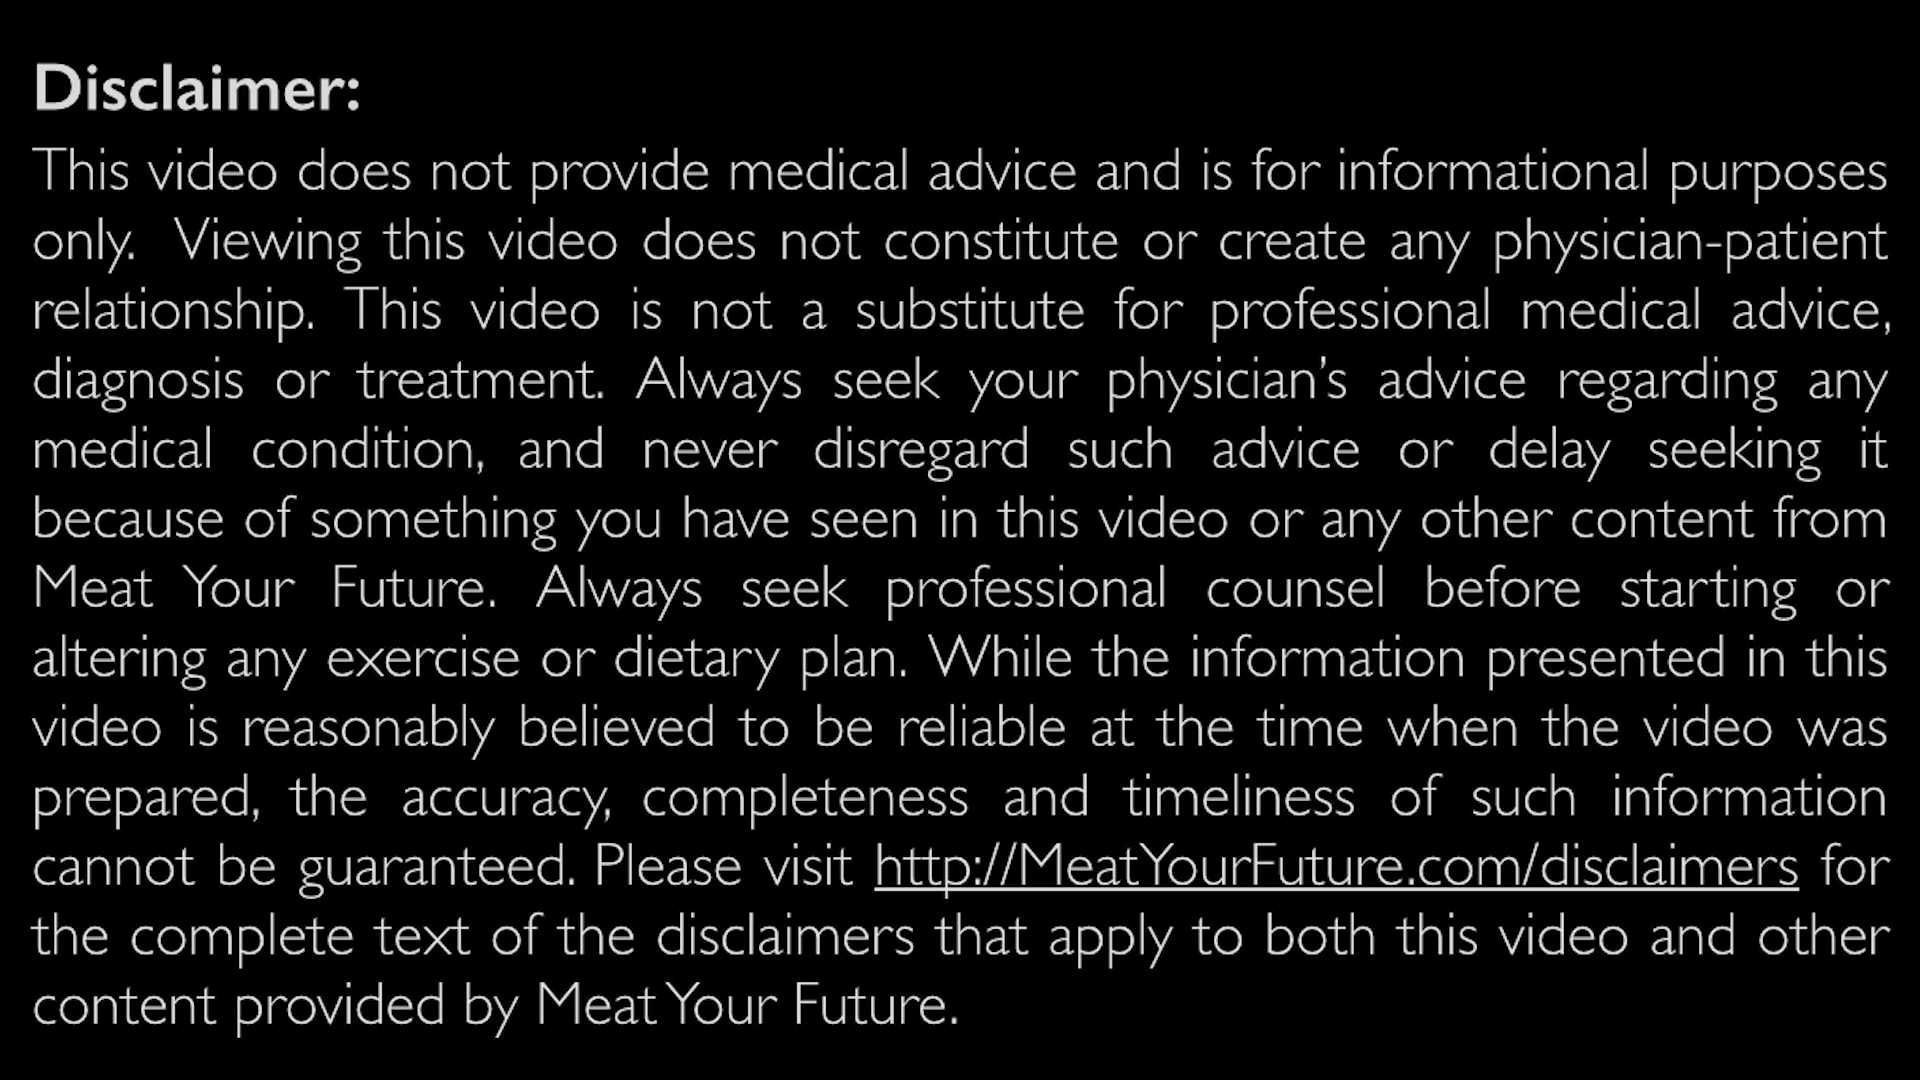 Disclaimer:
This video does not provide medical advice and is for informational purposes
only.  Viewing this video does not constitute or create any physician-patient
relationship. This video is not a substitute for professional medical advice,
diagnosis or treatment. Always seek your physician’s advice regarding any
medical condition, and never disregard such advice or delay seeking it
because of something you have seen in this video or any other content from
Meat Your Future. Always seek professional counsel before starting or
altering any exercise or dietary plan. While the information presented in this
video is reasonably believed to be reliable at the time when the video was
prepared, the accuracy, completeness and timeliness of such information
cannot be guaranteed. Please visit http://MeatYourFuture.com/disclaimers for
the complete text of the disclaimers that apply to both this video and other
content provided by Meat Your Future.